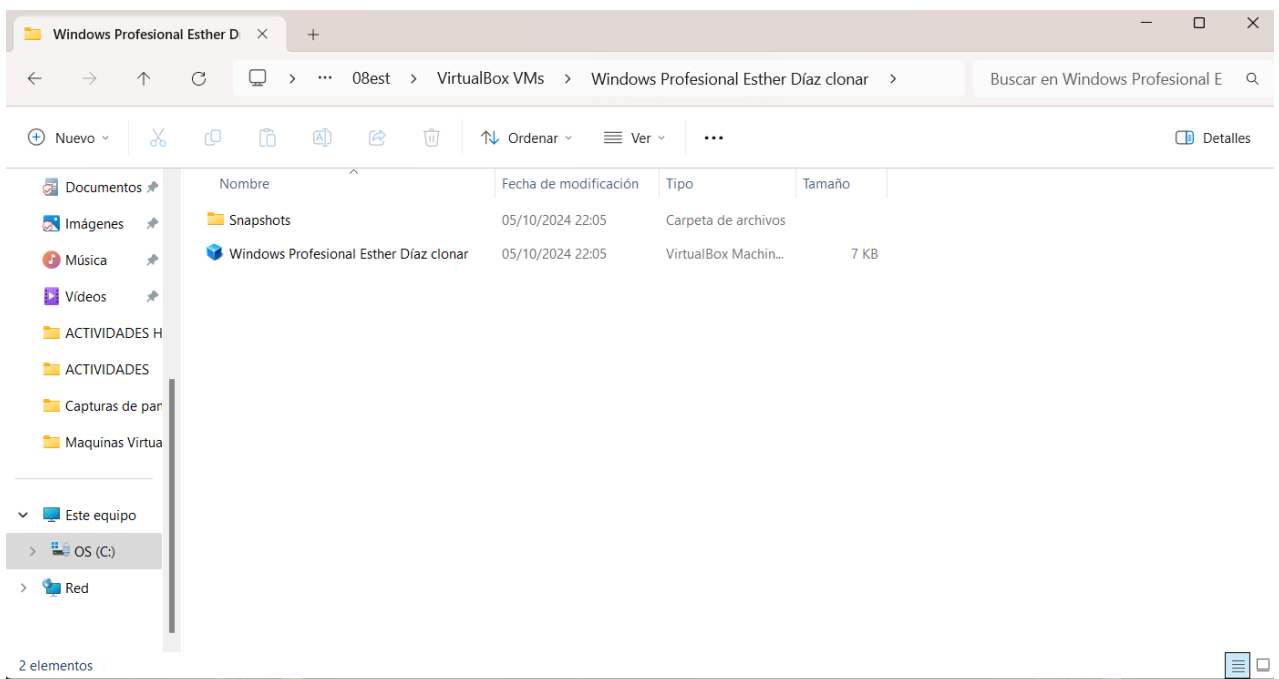 Windows Profesional Esther D
08est > VirtualBox VMs > Windows Profesional Esther Díaz clonar >
Buscar en Windows Profesional E
Nuevo
Ordenar
Ver
Detalles
Documentos
Imágenes
Música
Vídeos
ACTIVIDADES H
ACTIVIDADES
Capturas de pan
Maquinas Virtua
Este equipo
OS (C:)
Red
Nombre Fecha de modificación Tipo Tamaño
Snapshots 05/10/2024 22:05 Carpeta de archivos
Windows Profesional Esther Díaz clonar 05/10/2024 22:05 VirtualBox Machin... 7 KB
2 elementos